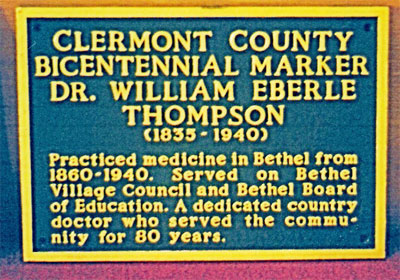 CLERMONT COUNTY
BICENTENNIAL MARKER
DR. WILLIAM EBERLE
THOMPSON
(1835 - 1940)
Practiced medicine in Bethel from
1860-1940. Served on Bethel
Village Council and Bethel Board
of Education. A dedicated country
doctor who served the commu-
nity for 80 years.